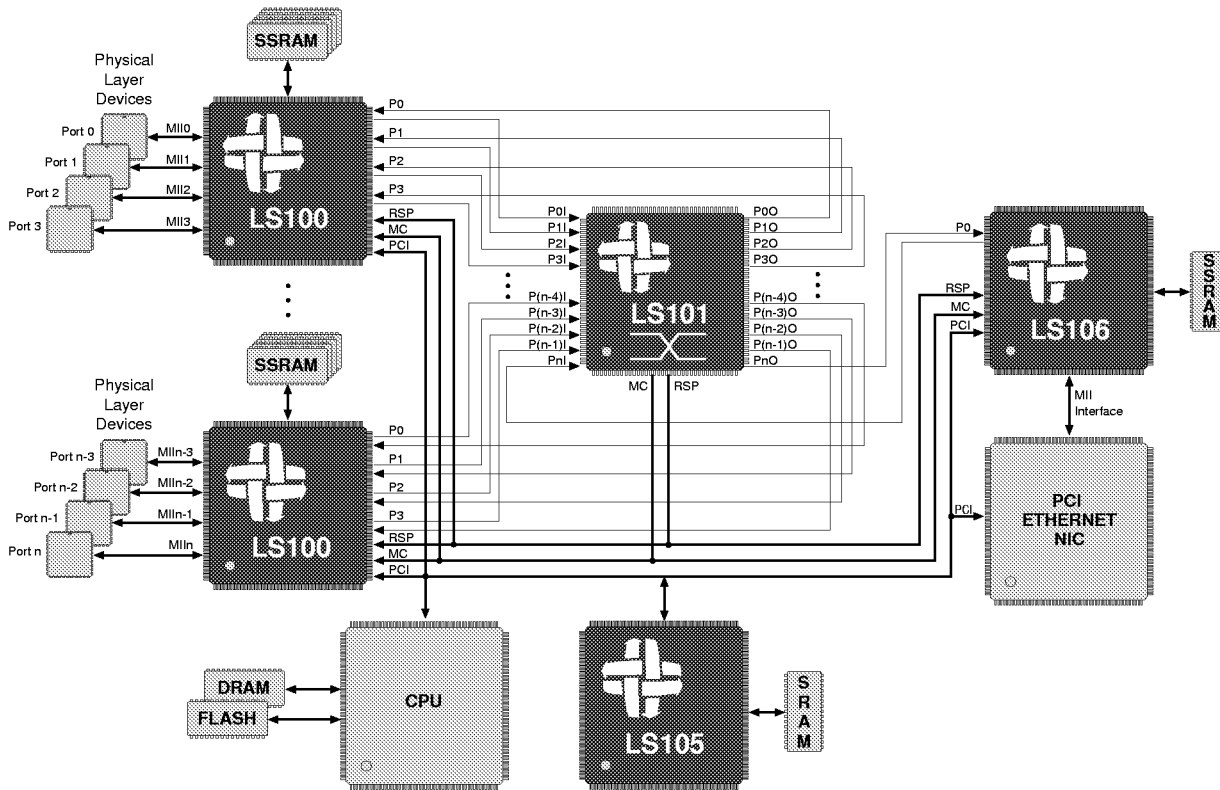 SSRAM
Physical
Layer
Devices
Port 0
Port 1
Port 2
Port 3
MII0
MII1
MII2
MII3
LS100
P0
P1
P2
P3
RSP
MC
PCI
P0I
P1I
P2I
P3I
P(n-4)I
P(n-3)I
P(n-2)I
P(n-1)I
PnI
LS101
P0O
P1O
P2O
P3O
P(n-4)O
P(n-3)O
P(n-2)O
P(n-1)O
PnO
MC
RSP
P0
RSP
MC
PCI
LS106
SSRAM
MII
Interface
SSRAM
Physical
Layer
Devices
Port n-3
Port n-2
Port n-1
Port n
MIIn-3
MIIn-2
MIIn-1
MIIn
LS100
P0
P1
P2
P3
RSP
MC
PCI
PCI
PCI
ETHERNET
NIC
DRAM
FLASH
CPU
LS105
SRAM